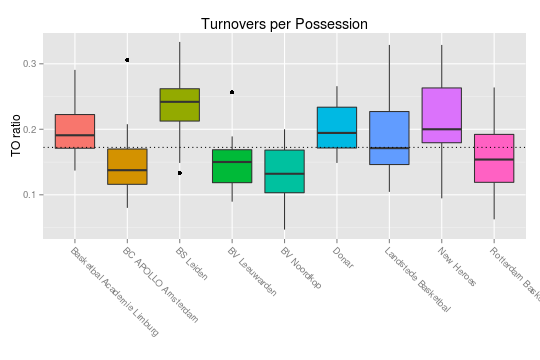 Turnovers per Possession
TO ratio
0.3
0.2
0.1
Basketbal Academie Limburg
BC APOLLO Amsterdam
BS Leiden
BV Leeuwarden
BV Noordkop
Donar
Landstede Basketbal
New Heroes
Rotterdam